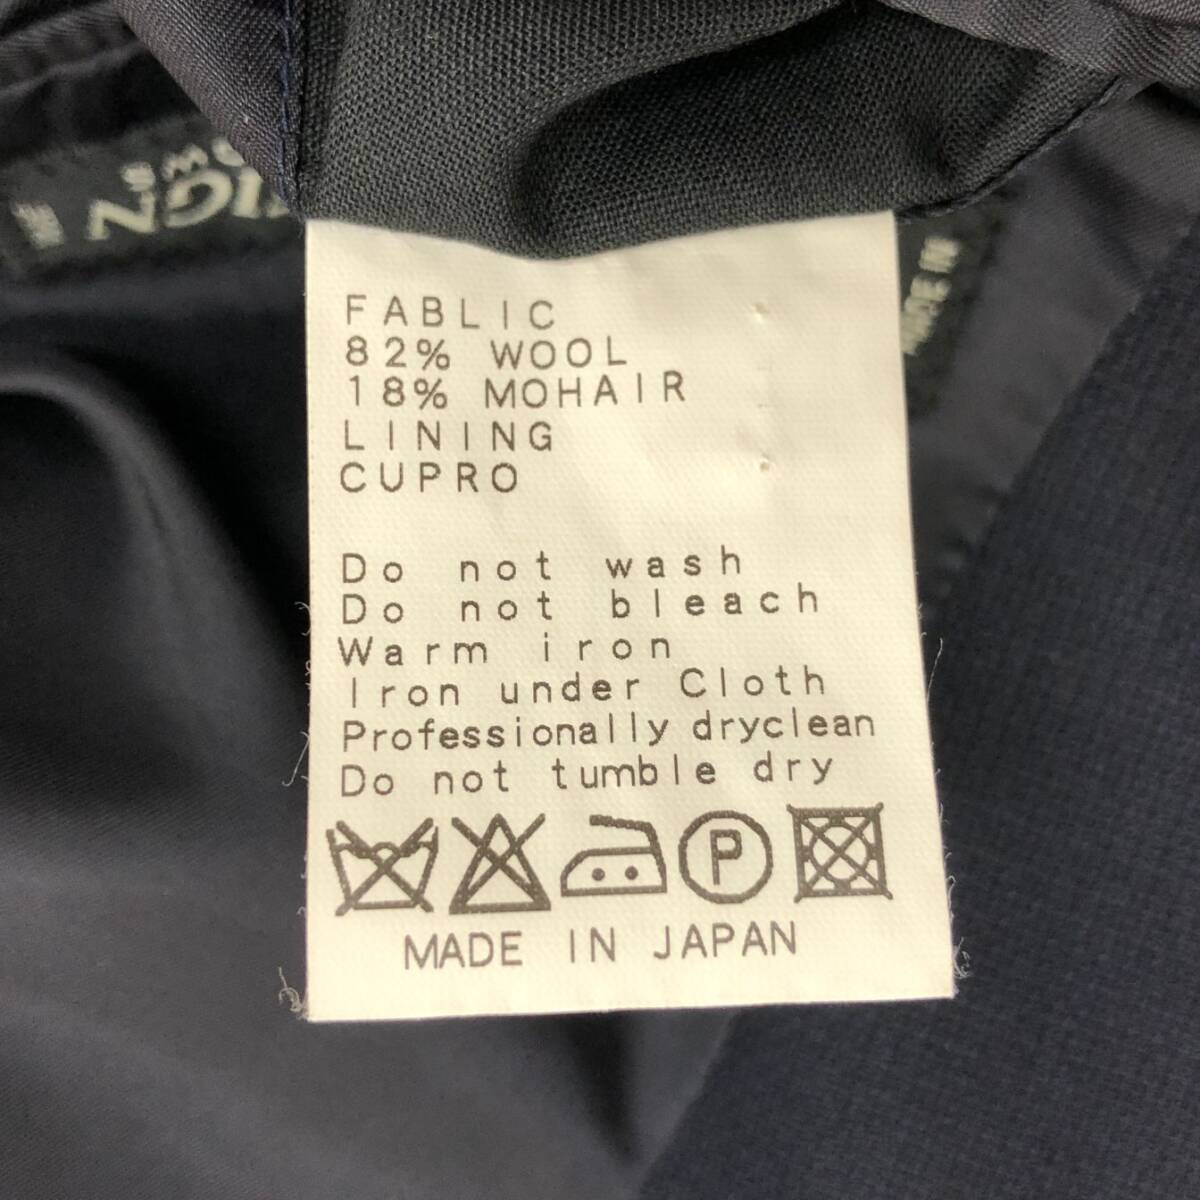 FABLIC
82% WOOL
18% MOHAIR
LINING
CUPRO
Do not wash
Do not bleach
Warm iron
Iron under Cloth
Professionally dryclean
Do not tumble dry
P
MADE IN JAPAN